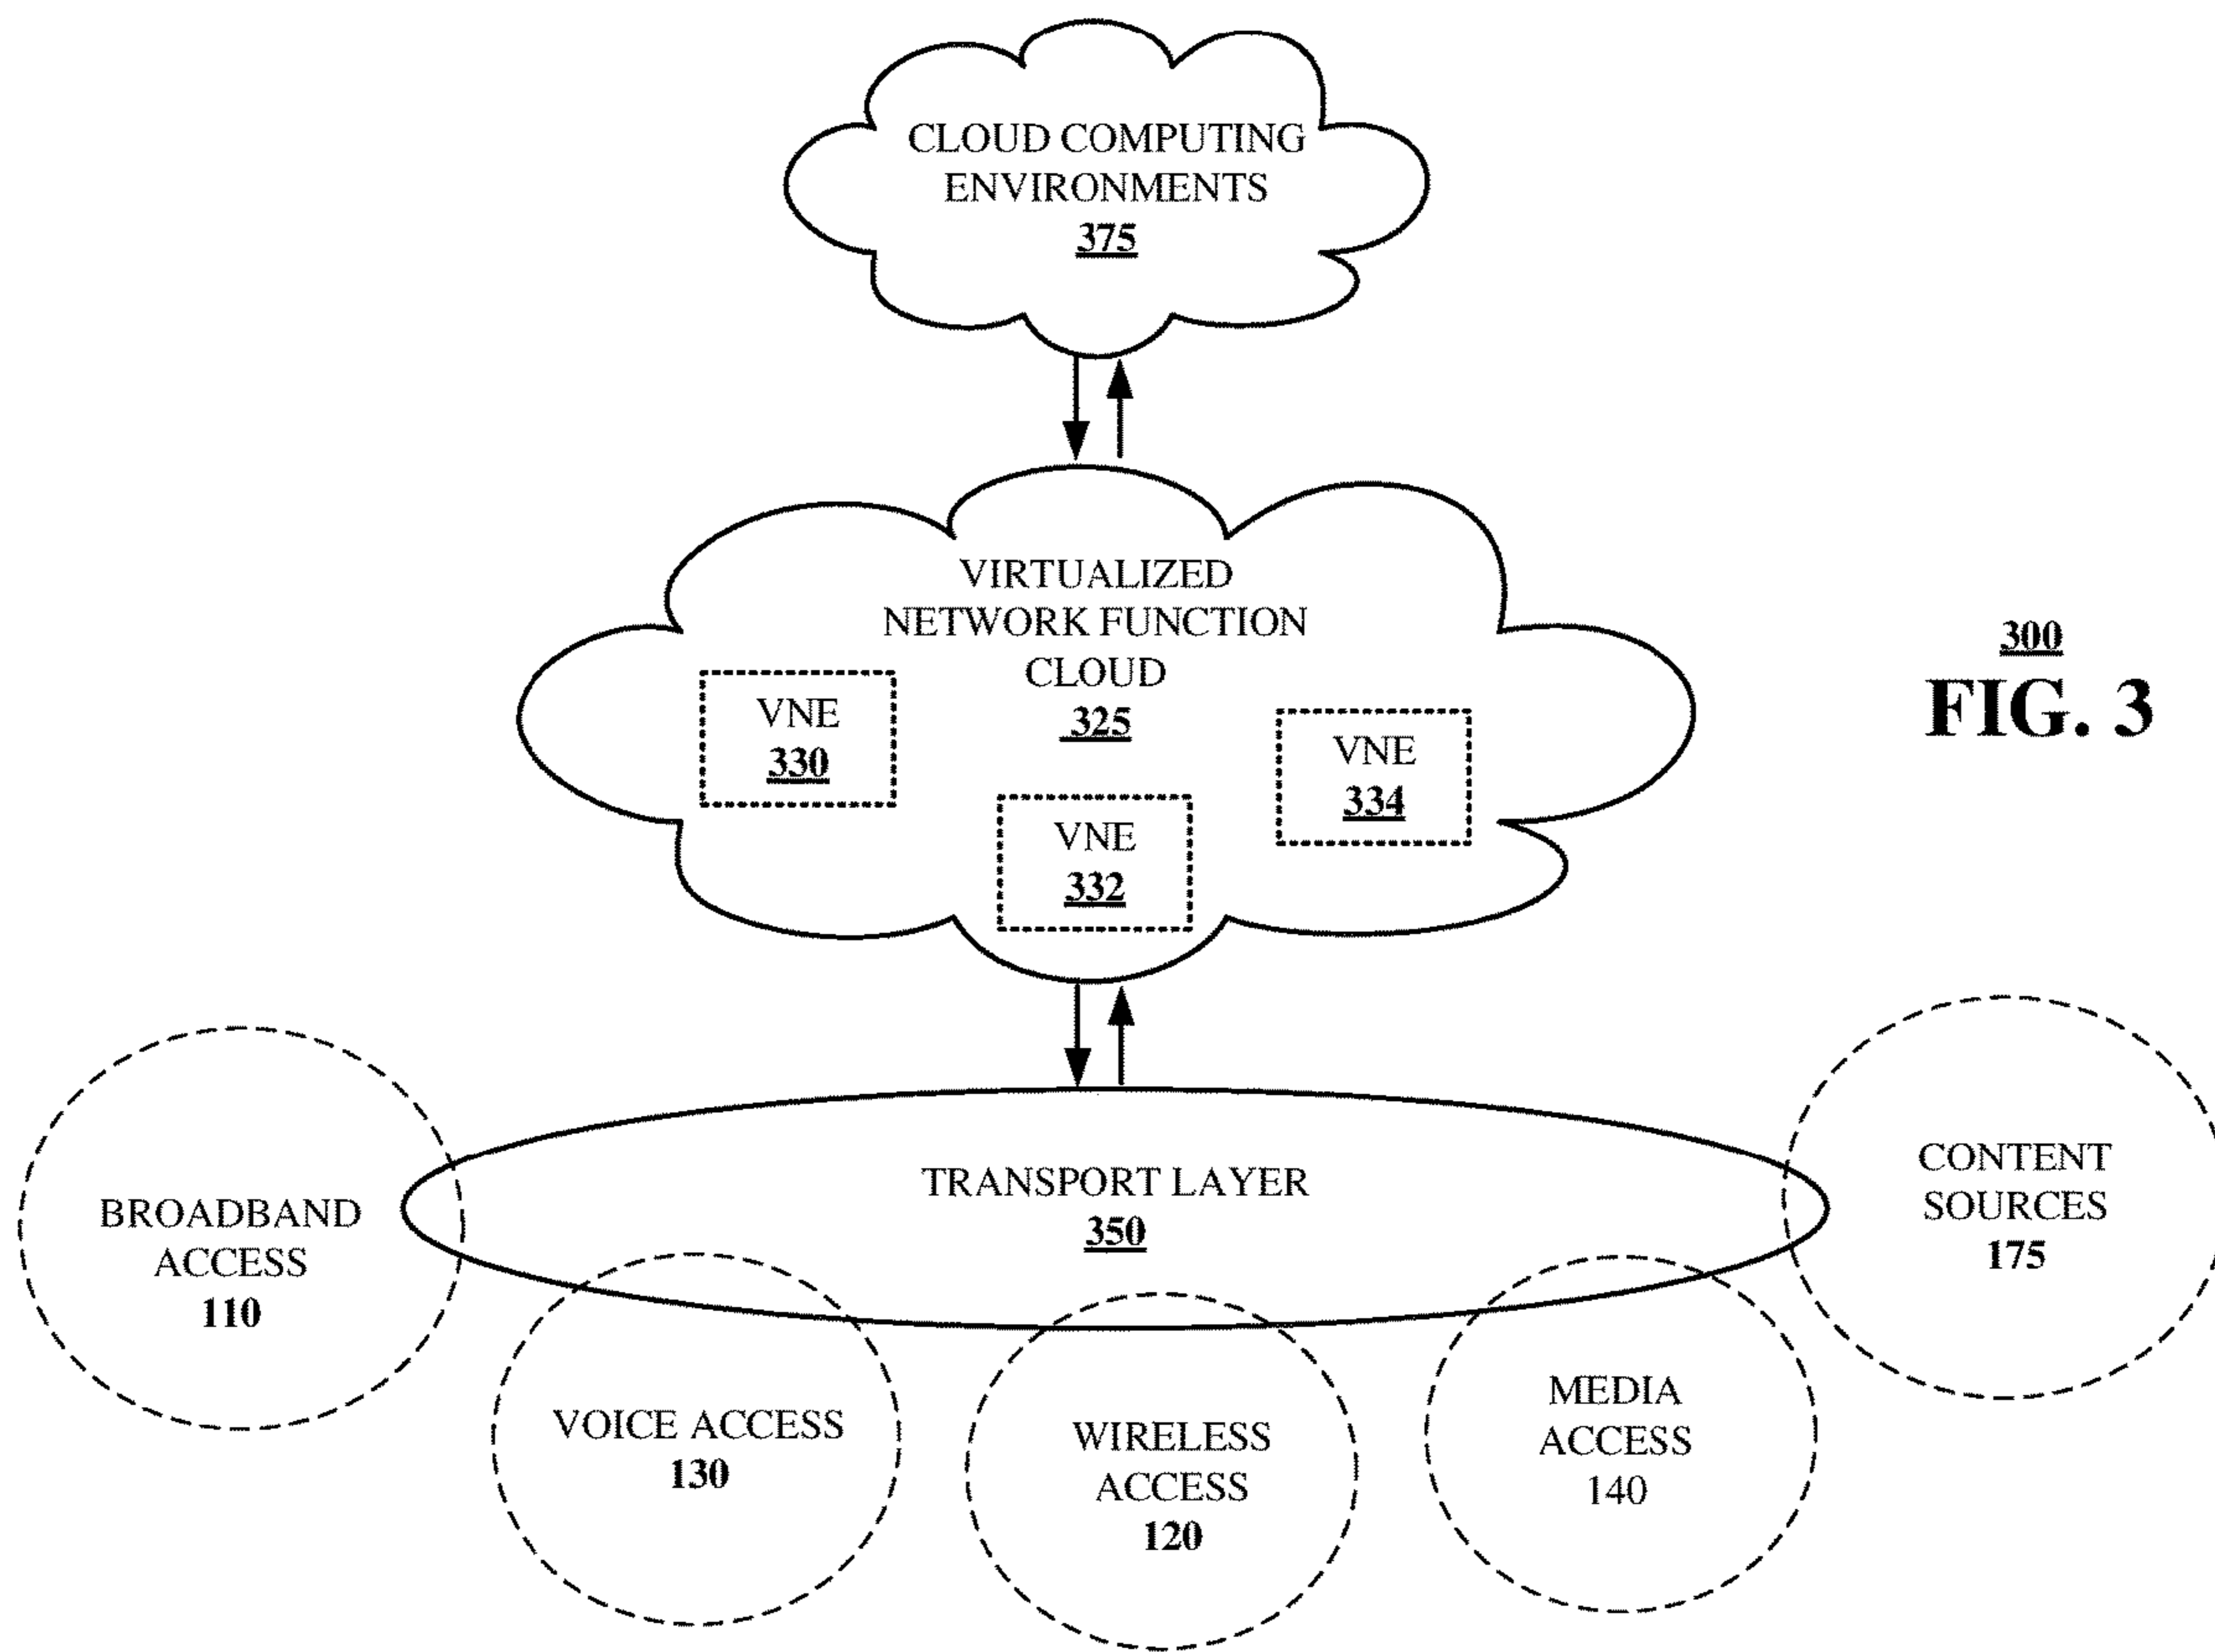 CLOUD COMPUTING
ENVIRONMENTS
375
VIRTUALIZED
NETWORK FUNCTION
CLOUD
325
VNE
330
VNE
332
VNE
334
300
FIG. 3
TRANSPORT LAYER
350
BROADBAND
ACCESS
110
VOICE ACCESS
130
WIRELESS
ACCESS
120
MEDIA
ACCESS
140
CONTENT
SOURCES
175